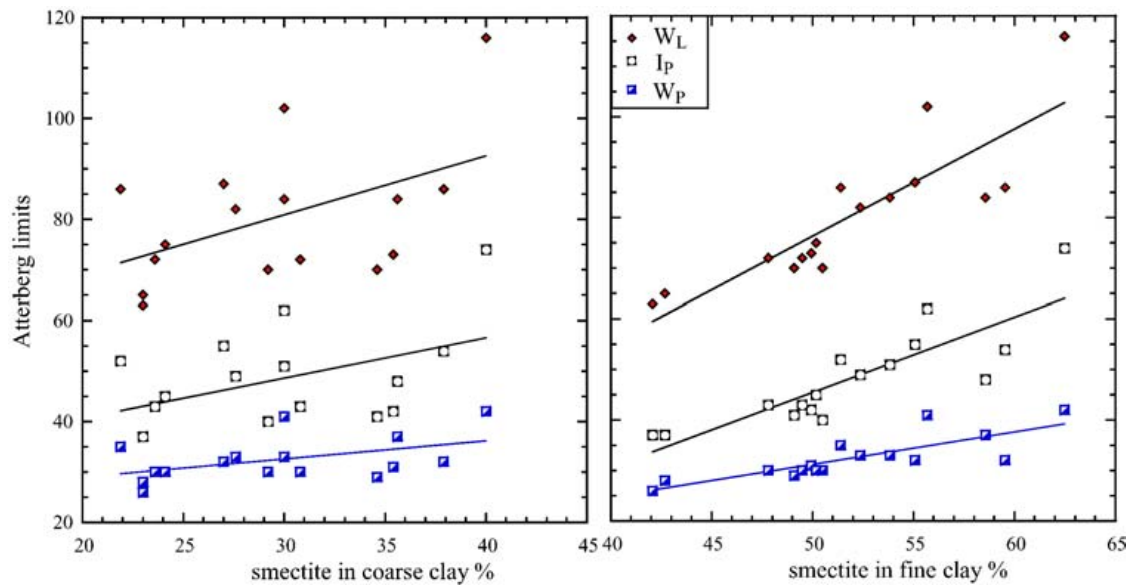 120
100
80
60
40
20
Atterberg limits
20 25 30 35 40 45
smectite in coarse clay %
W_L
I_P
W_P
40 45 50 55 60 65
smectite in fine clay %